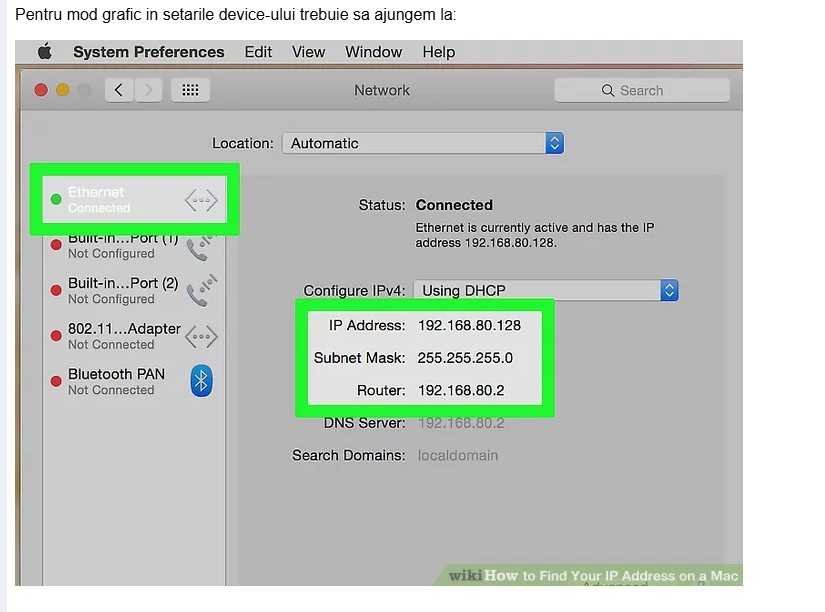 Pentru mod grafic in setarile device-ului trebuie sa ajungem la:
System Preferences Edit View Window Help
Network
Search
Location: Automatic
Ethernet
Connected
Built-in...Port (1)
Not Configured
Built-in...Port (2)
Not Configured
802.11...Adapter
Not Connected
Bluetooth PAN
Not Connected
Status: Connected
Ethernet is currently active and has the IP
address 192.168.80.128.
Configure IPv4: Using DHCP
IP Address: 192.168.80.128
Subnet Mask: 255.255.255.0
Router: 192.168.80.2
DNS Server: 192.168.80.2
Search Domains: localdomain
wikiHow to Find Your IP Address on a Mac